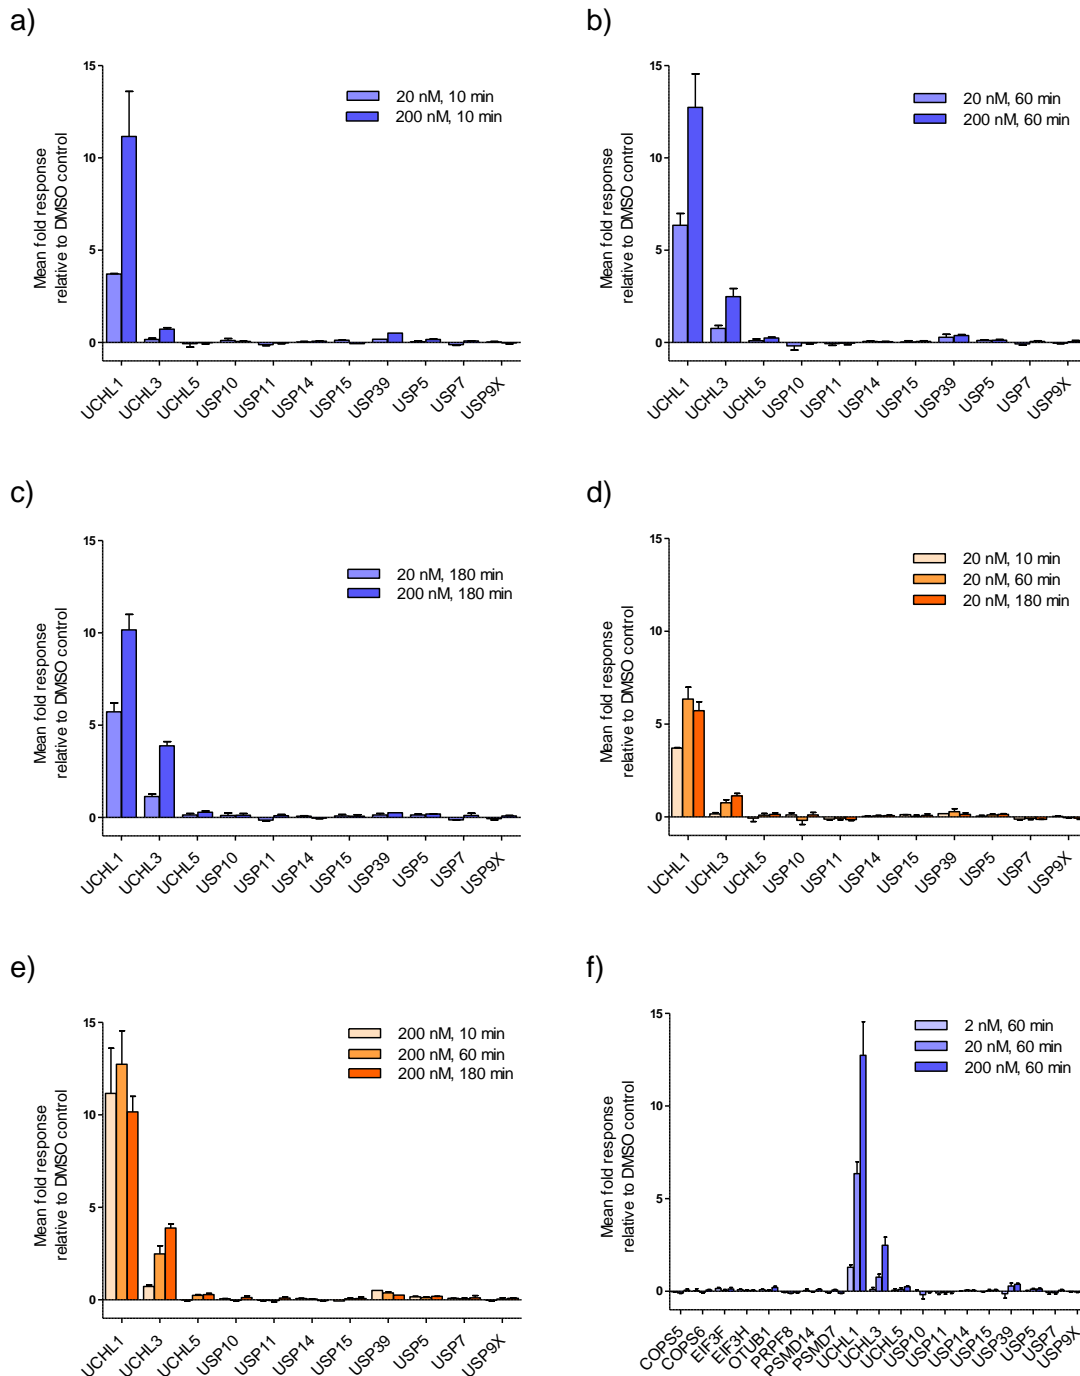 a)
Mean fold response
relative to DMSO control
15
10
5
0
20 nM, 10 min
200 nM, 10 min
UCHL1
UCHL3
UCHL5
USP10
USP11
USP14
USP15
USP39
USP5
USP7
USP9X
b)
Mean fold response
relative to DMSO control
15
10
5
0
20 nM, 60 min
200 nM, 60 min
UCHL1
UCHL3
UCHL5
USP10
USP11
USP14
USP15
USP39
USP5
USP7
USP9X
c)
Mean fold response
relative to DMSO control
15
10
5
0
20 nM, 180 min
200 nM, 180 min
UCHL1
UCHL3
UCHL5
USP10
USP11
USP14
USP15
USP39
USP5
USP7
USP9X
d)
Mean fold response
relative to DMSO control
15
10
5
0
20 nM, 10 min
20 nM, 60 min
20 nM, 180 min
UCHL1
UCHL3
UCHL5
USP10
USP11
USP14
USP15
USP39
USP5
USP7
USP9X
e)
Mean fold response
relative to DMSO control
15
10
5
0
200 nM, 10 min
200 nM, 60 min
200 nM, 180 min
UCHL1
UCHL3
UCHL5
USP10
USP11
USP14
USP15
USP39
USP5
USP7
USP9X
f)
Mean fold response
relative to DMSO control
15
10
5
0
2 nM, 60 min
20 nM, 60 min
200 nM, 60 min
COPS5
COPS6
EIF3F
EIF3H
OTUB1
PRPF8
PSMD14
PSMD7
UCHL1
UCHL3
UCHL5
USP10
USP11
USP14
USP15
USP39
USP5
USP7
USP9X